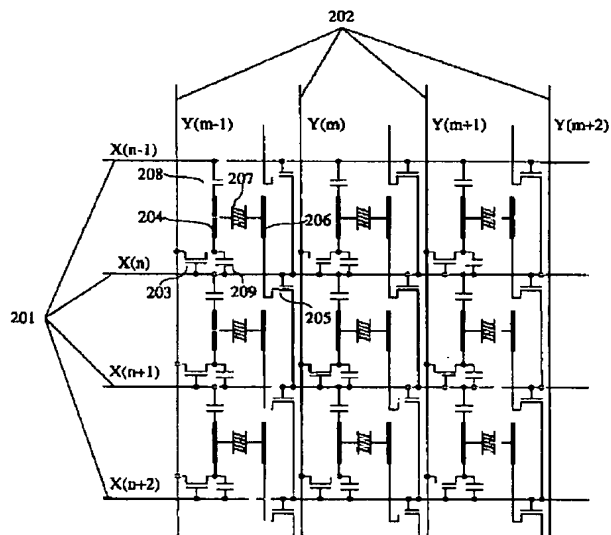 202
Y(m-1) Y(m) Y(m+1) Y(m+2)
X(n-1)
208 207
204 206
X(n)
203 209 205
201
X(n+1)
X(n+2)